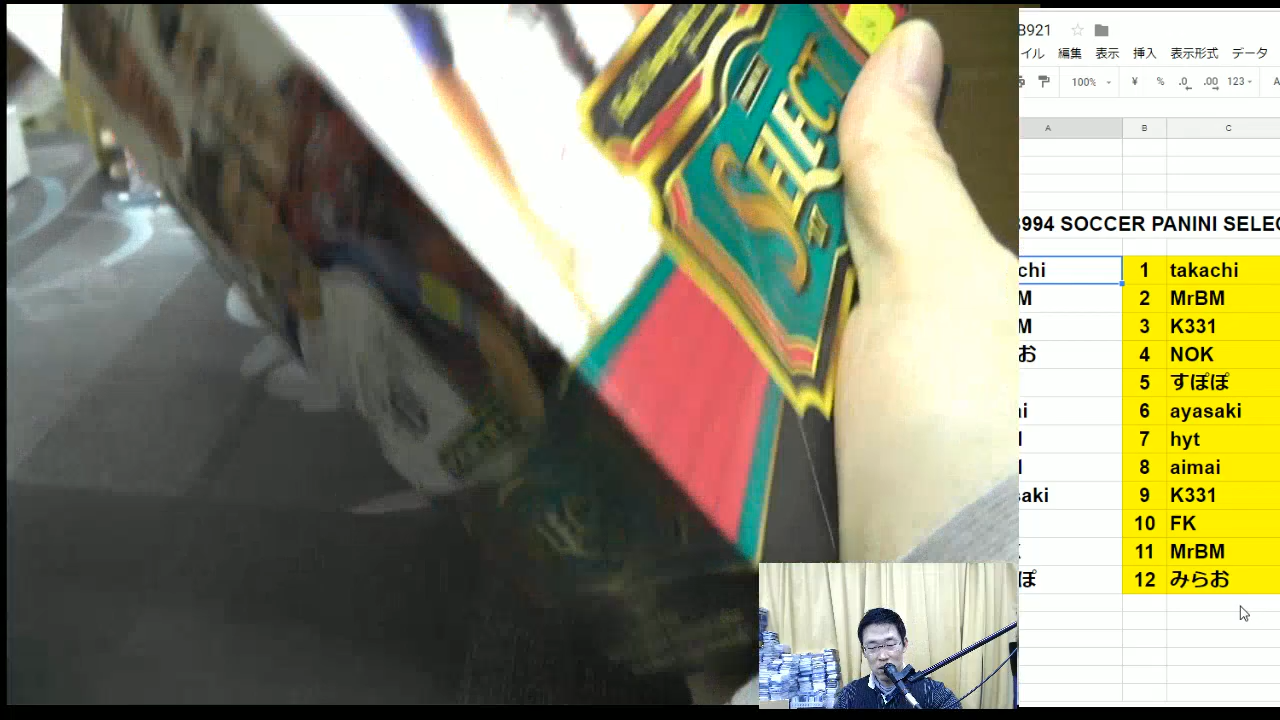 SELECT
B921
イル 編集 表示 挿入 表示形式 データ
100% ¥ % .0 .00 123
A B C
B994 SOCCER PANINI SELEC
chi 1 takachi
M 2 MrBM
M 3 K331
お 4 NOK
5 すぽぽ
ni 6 ayasaki
7 hyt
8 aimai
saki 9 K331
10 FK
11 MrBM
ぽ 12 みらお